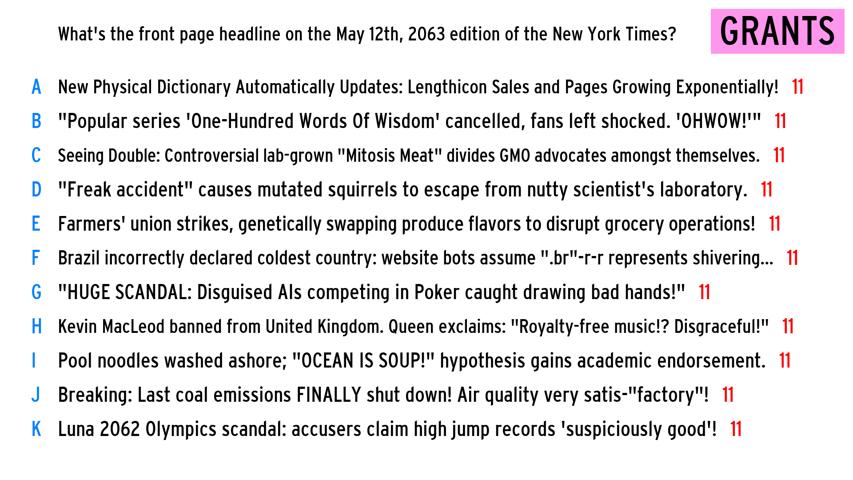 What's the front page headline on the May 12th, 2063 edition of the New York Times?
GRANTS
A New Physical Dictionary Automatically Updates: Lengthicon Sales and Pages Growing Exponentially! 11
B "Popular series 'One-Hundred Words Of Wisdom' cancelled, fans left shocked. 'OHWOW!'" 11
C Seeing Double: Controversial lab-grown "Mitosis Meat" divides GMO advocates amongst themselves. 11
D "Freak accident" causes mutated squirrels to escape from nutty scientist's laboratory. 11
E Farmers' union strikes, genetically swapping produce flavors to disrupt grocery operations! 11
F Brazil incorrectly declared coldest country: website bots assume ".br"-r-r represents shivering... 11
G "HUGE SCANDAL: Disguised AIs competing in Poker caught drawing bad hands!" 11
H Kevin MacLeod banned from United Kingdom. Queen exclaims: "Royalty-free music!? Disgraceful!" 11
I Pool noodles washed ashore; "OCEAN IS SOUP!" hypothesis gains academic endorsement. 11
J Breaking: Last coal emissions FINALLY shut down! Air quality very satis-"factory"! 11
K Luna 2062 Olympics scandal: accusers claim high jump records 'suspiciously good'! 11